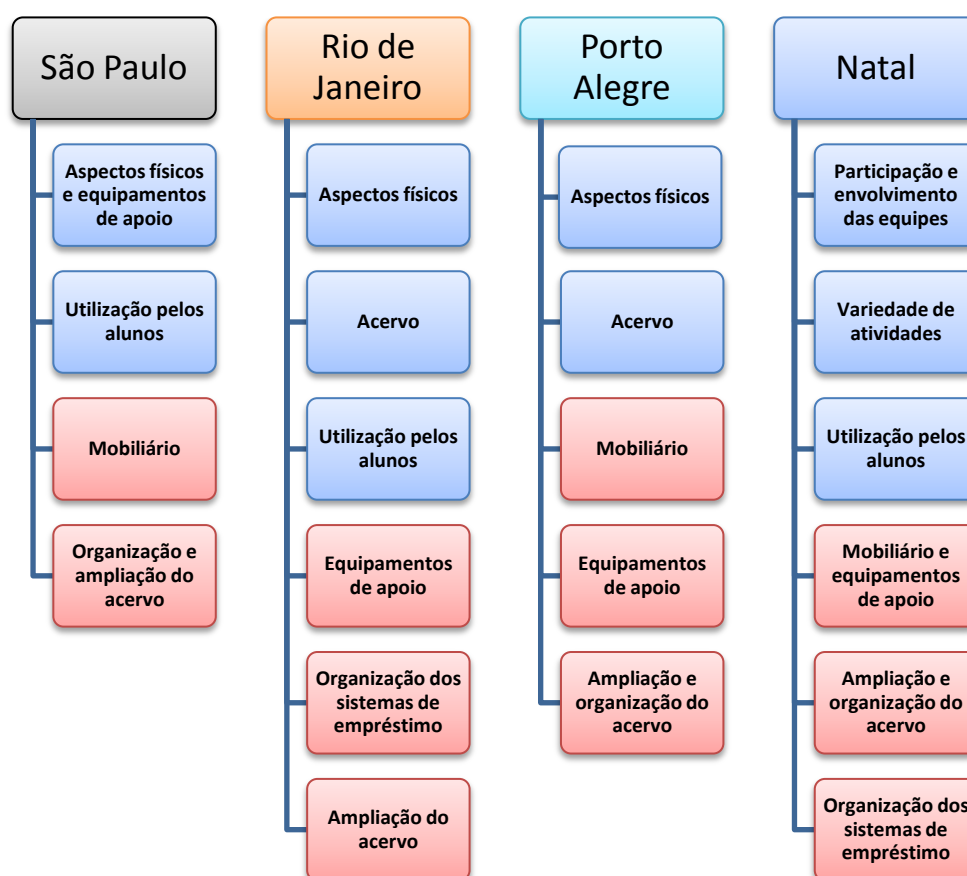 São Paulo
Aspectos físicos
e equipamentos
de apoio
Utilização pelos
alunos
Mobiliário
Organização e
ampliação do
acervo
Rio de
Janeiro
Aspectos físicos
Acervo
Utilização pelos
alunos
Equipamentos
de apoio
Organização dos
sistemas de
empréstimo
Ampliação do
acervo
Porto
Alegre
Aspectos físicos
Acervo
Mobiliário
Equipamentos
de apoio
Ampliação e
organização do
acervo
Natal
Participação e
envolvimento
das equipes
Variedade de
atividades
Utilização pelos
alunos
Mobiliário e
equipamentos
de apoio
Ampliação e
organização do
acervo
Organização dos
sistemas de
empréstimo